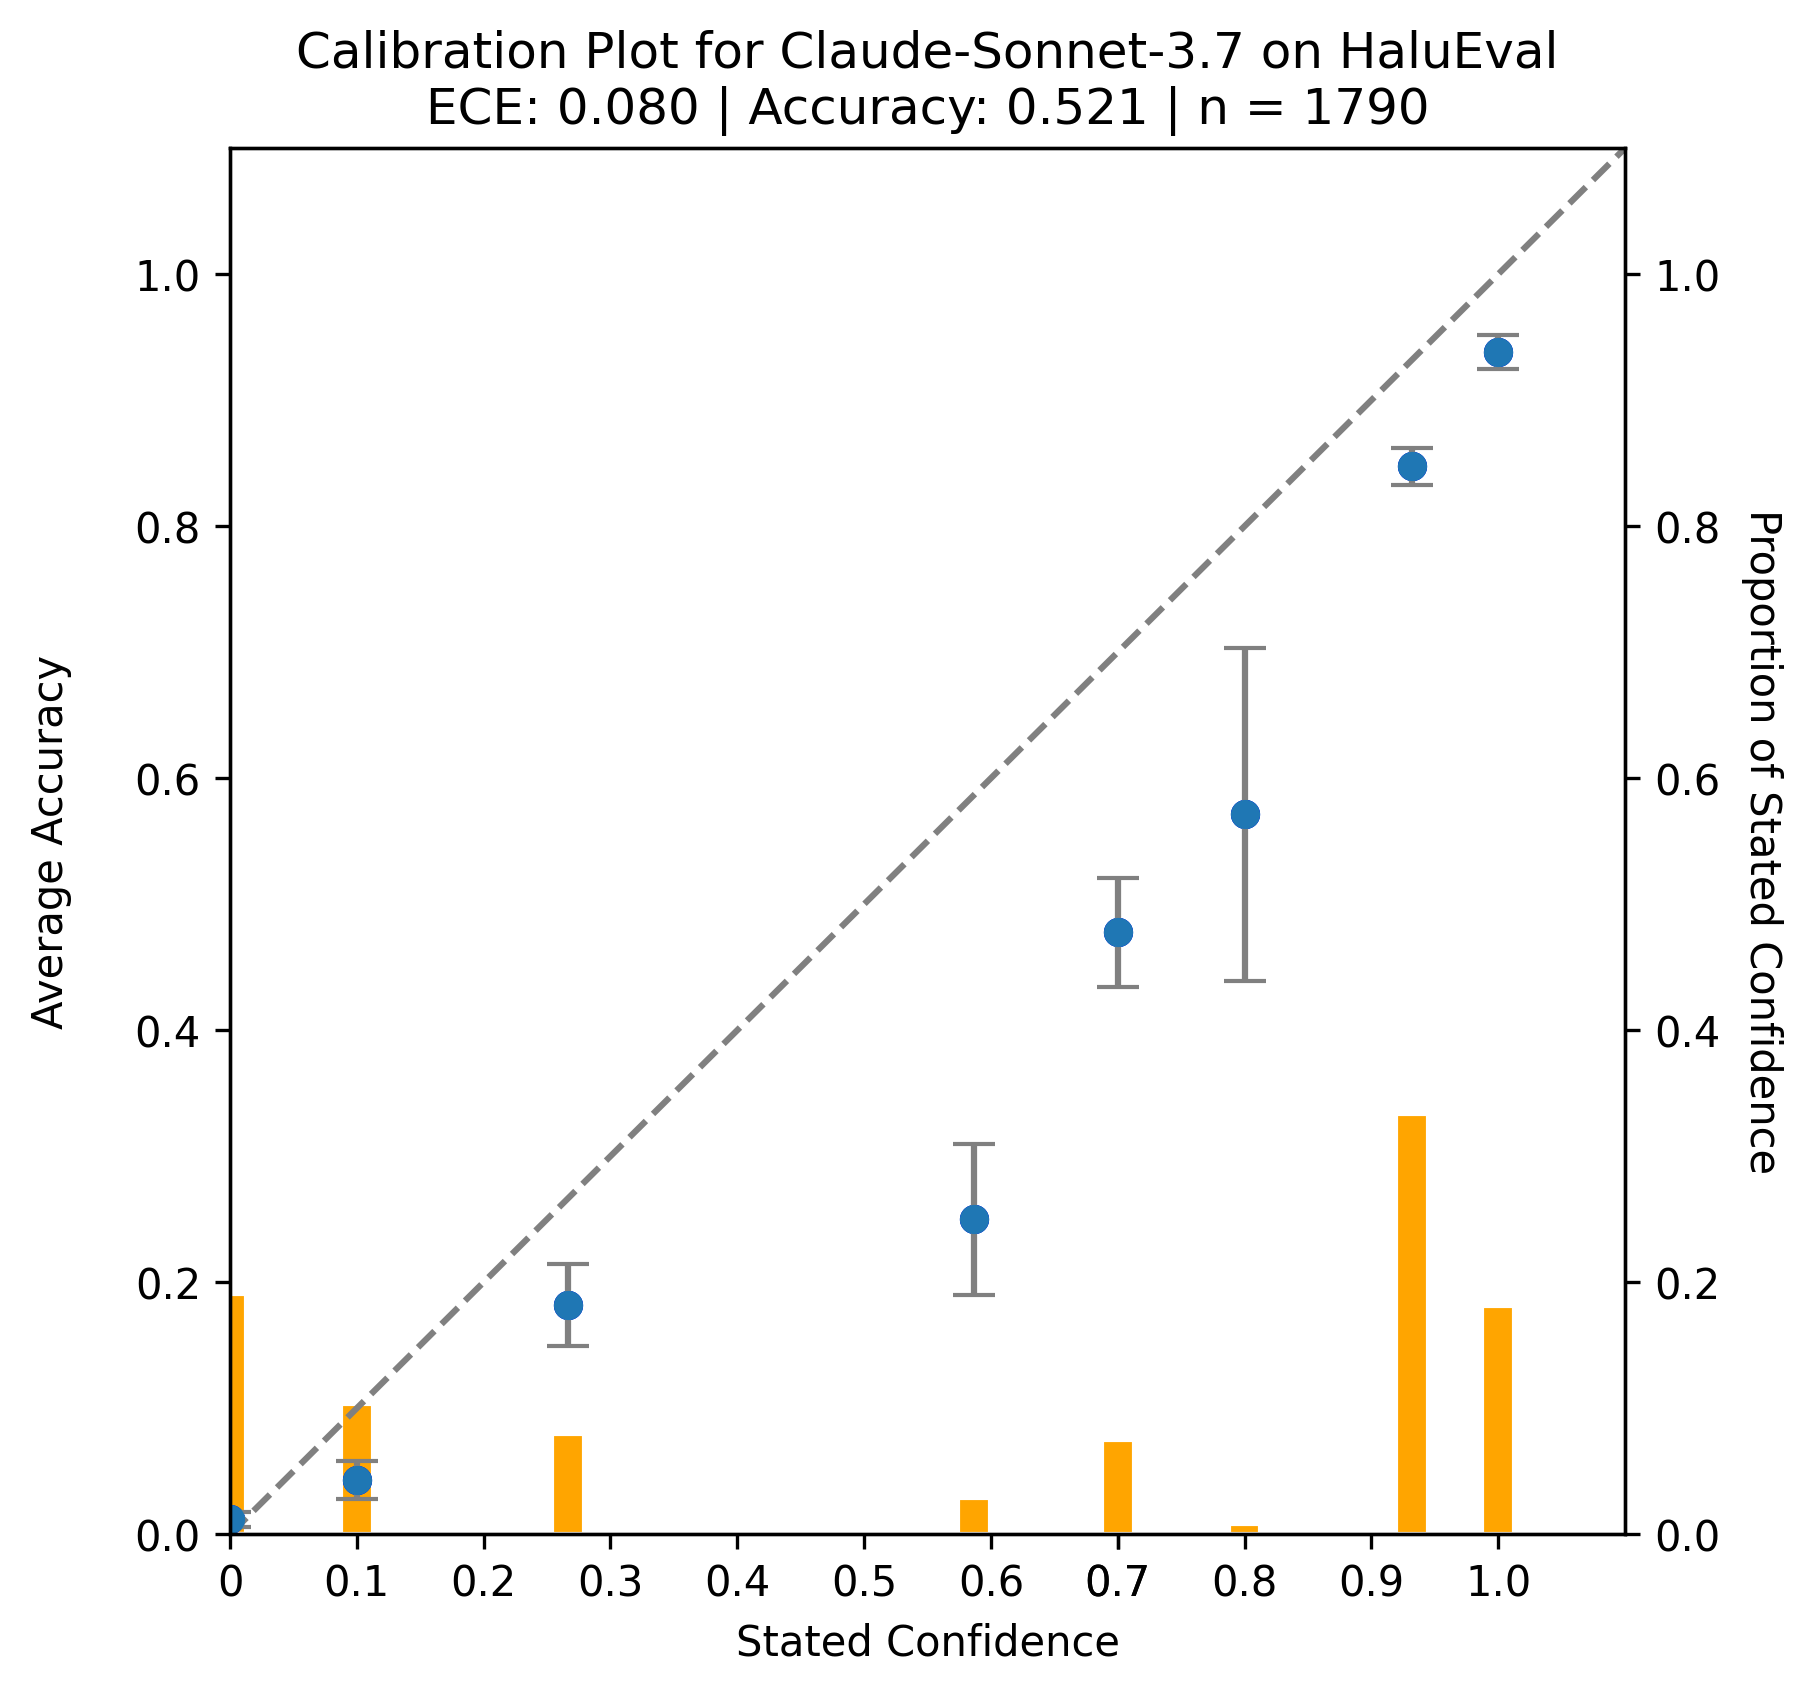 Calibration Plot for Claude-Sonnet-3.7 on HaluEval
ECE: 0.080 | Accuracy: 0.521 | n = 1790
Average Accuracy
1.0
0.8
0.6
0.4
0.2
0.0
0 0.1 0.2 0.3 0.4 0.5 0.6 0.7 0.8 0.9 1.0
Stated Confidence
1.0
0.8
0.6
0.4
0.2
0.0
Proportion of Stated Confidence